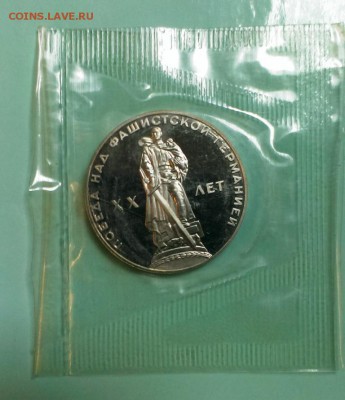 COINS.LAVE.RU
ПОБЕДА НАД ФАШИСТСКОЙ ГЕРМАНИЕЙ
XX ЛЕТ